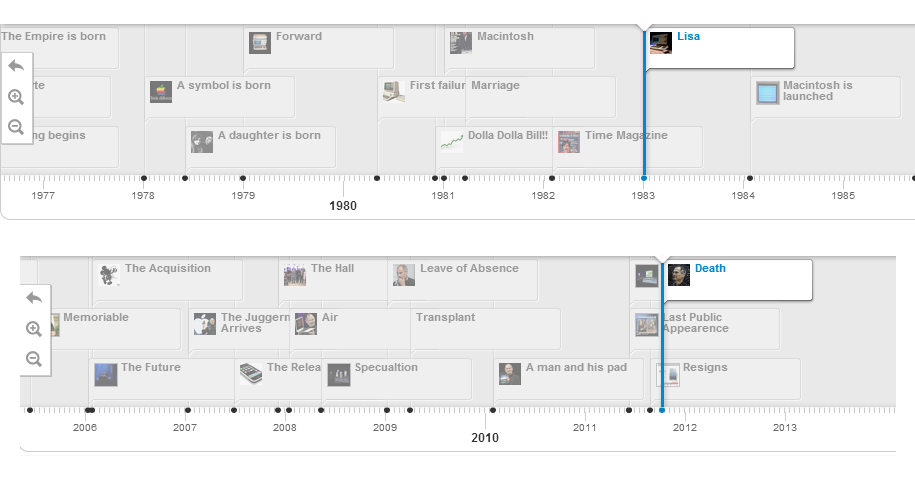 The Empire is born
Forward
Macintosh
Lisa
yte
A symbol is born
First failur
Marriage
Macintosh is
launched
ng begins
A daughter is born
Dolla Dolla Bill!!
Time Magazine
1977
1978
1979
1980
1981
1982
1983
1984
1985
The Acquisition
The Hall
Leave of Absence
Death
Memoriable
The Juggern
Arrives
Air
Transplant
Last Public
Appearence
The Future
The Relea
Specualtion
A man and his pad
Resigns
2006
2007
2008
2009
2010
2011
2012
2013